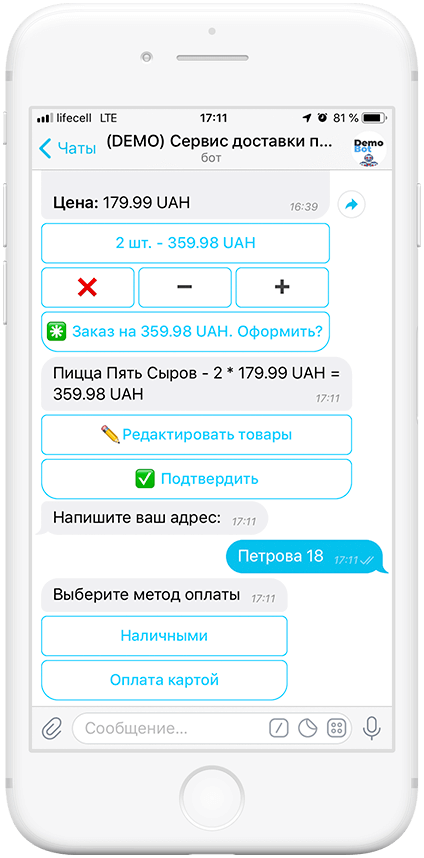 lifecell LTE 17:11 81 %
Чаты (DEMO) Сервис доставки п...
бот
Demo
Bot
Цена: 179.99 UAH
16:39
2 шт. - 359.98 UAH
Заказ на 359.98 UAH. Оформить?
Пицца Пять Сыров - 2 * 179.99 UAH =
359.98 UAH
17:11
Редактировать товары
Подтвердить
Напишите ваш адрес: 17:11
Петрова 18 17:11
Выберите метод оплаты 17:11
Наличными
Оплата картой
Сообщение...